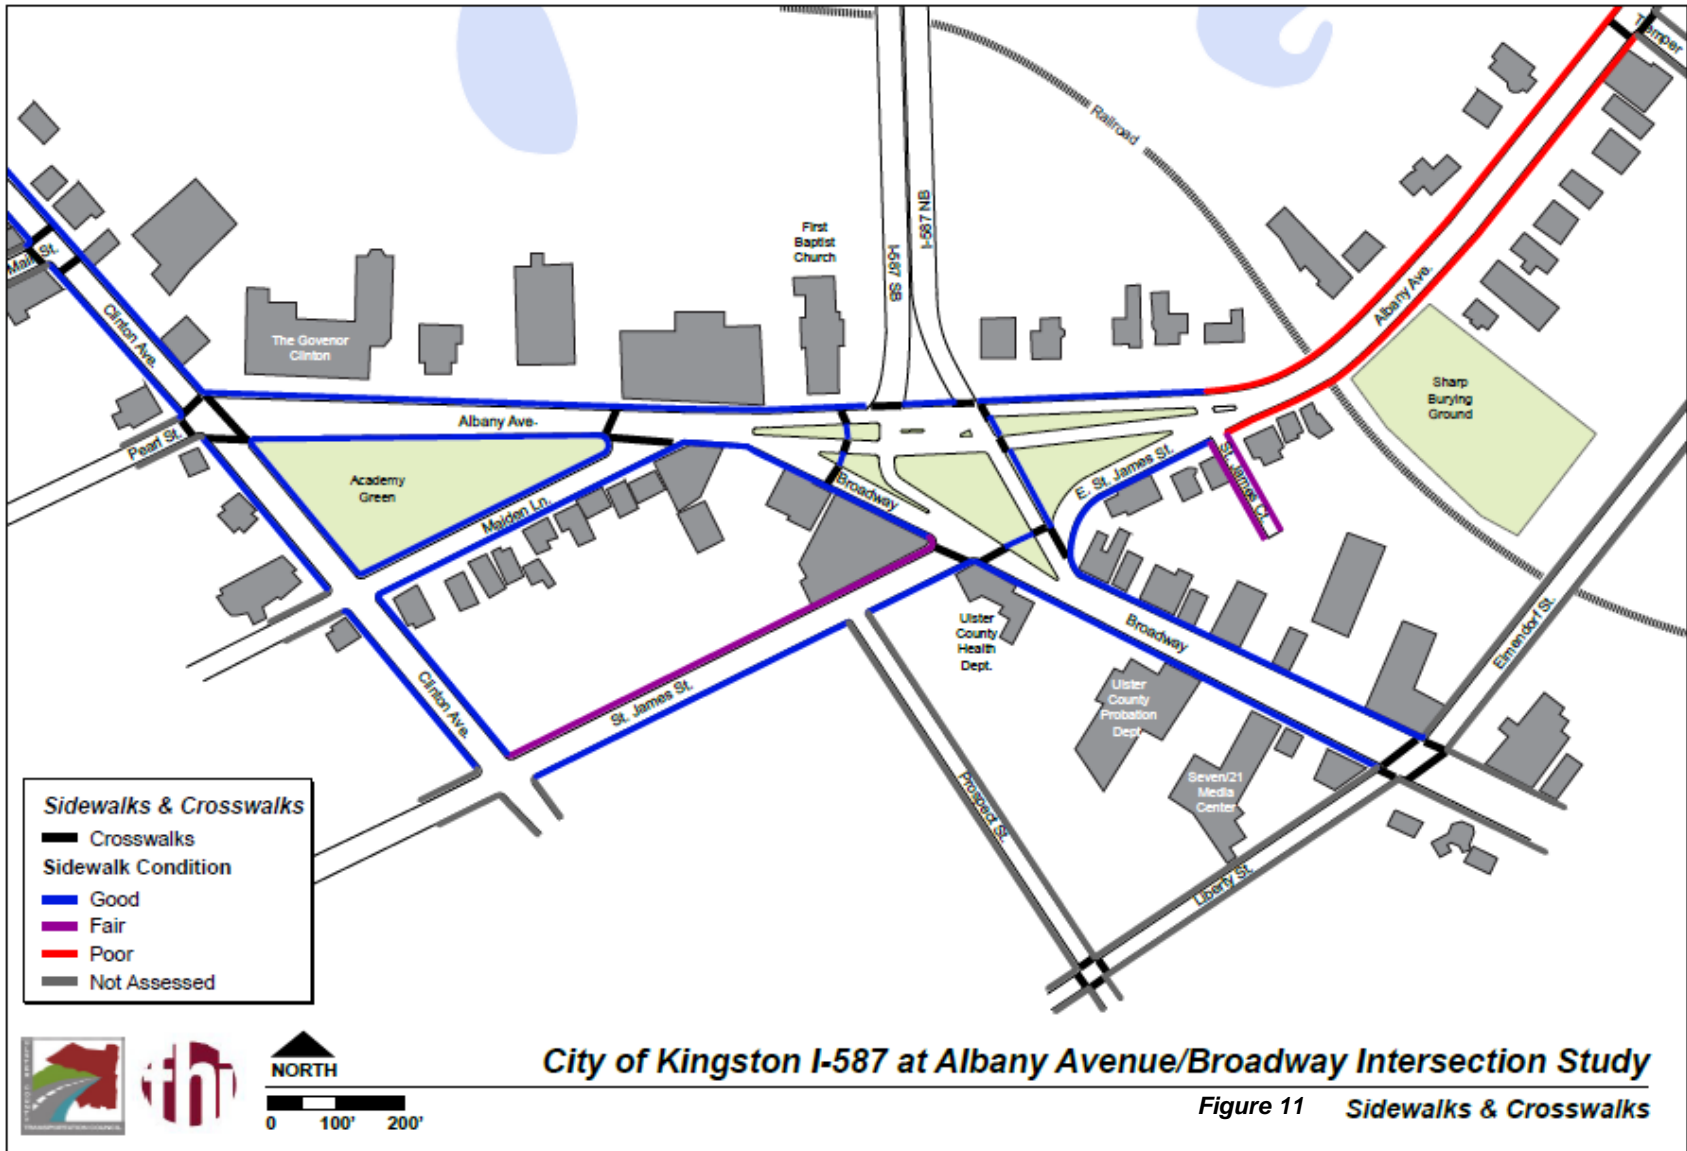 Temper
Railroad
I-587 NB
I-587 SB
First
Baptist
Church
Main St.
Clinton Ave.
The Govenor
Clinton
Albany Ave.
Sharp
Burying
Ground
Albany Ave.
Pearl St.
Academy
Green
Maiden Ln.
Broadway
E. St. James St.
St. James Ct.
Ulster
County
Health
Dept.
Broadway
Elmendorf St.
Clinton Ave.
St. James St.
Ulster
County
Probation
Dept
Seven/21
Media
Center
Prospect St.
Liberty St.
Sidewalks & Crosswalks
Crosswalks
Sidewalk Condition
Good
Fair
Poor
Not Assessed
thi
NORTH
0 100' 200'
City of Kingston I-587 at Albany Avenue/Broadway Intersection Study
Figure 11 Sidewalks & Crosswalks